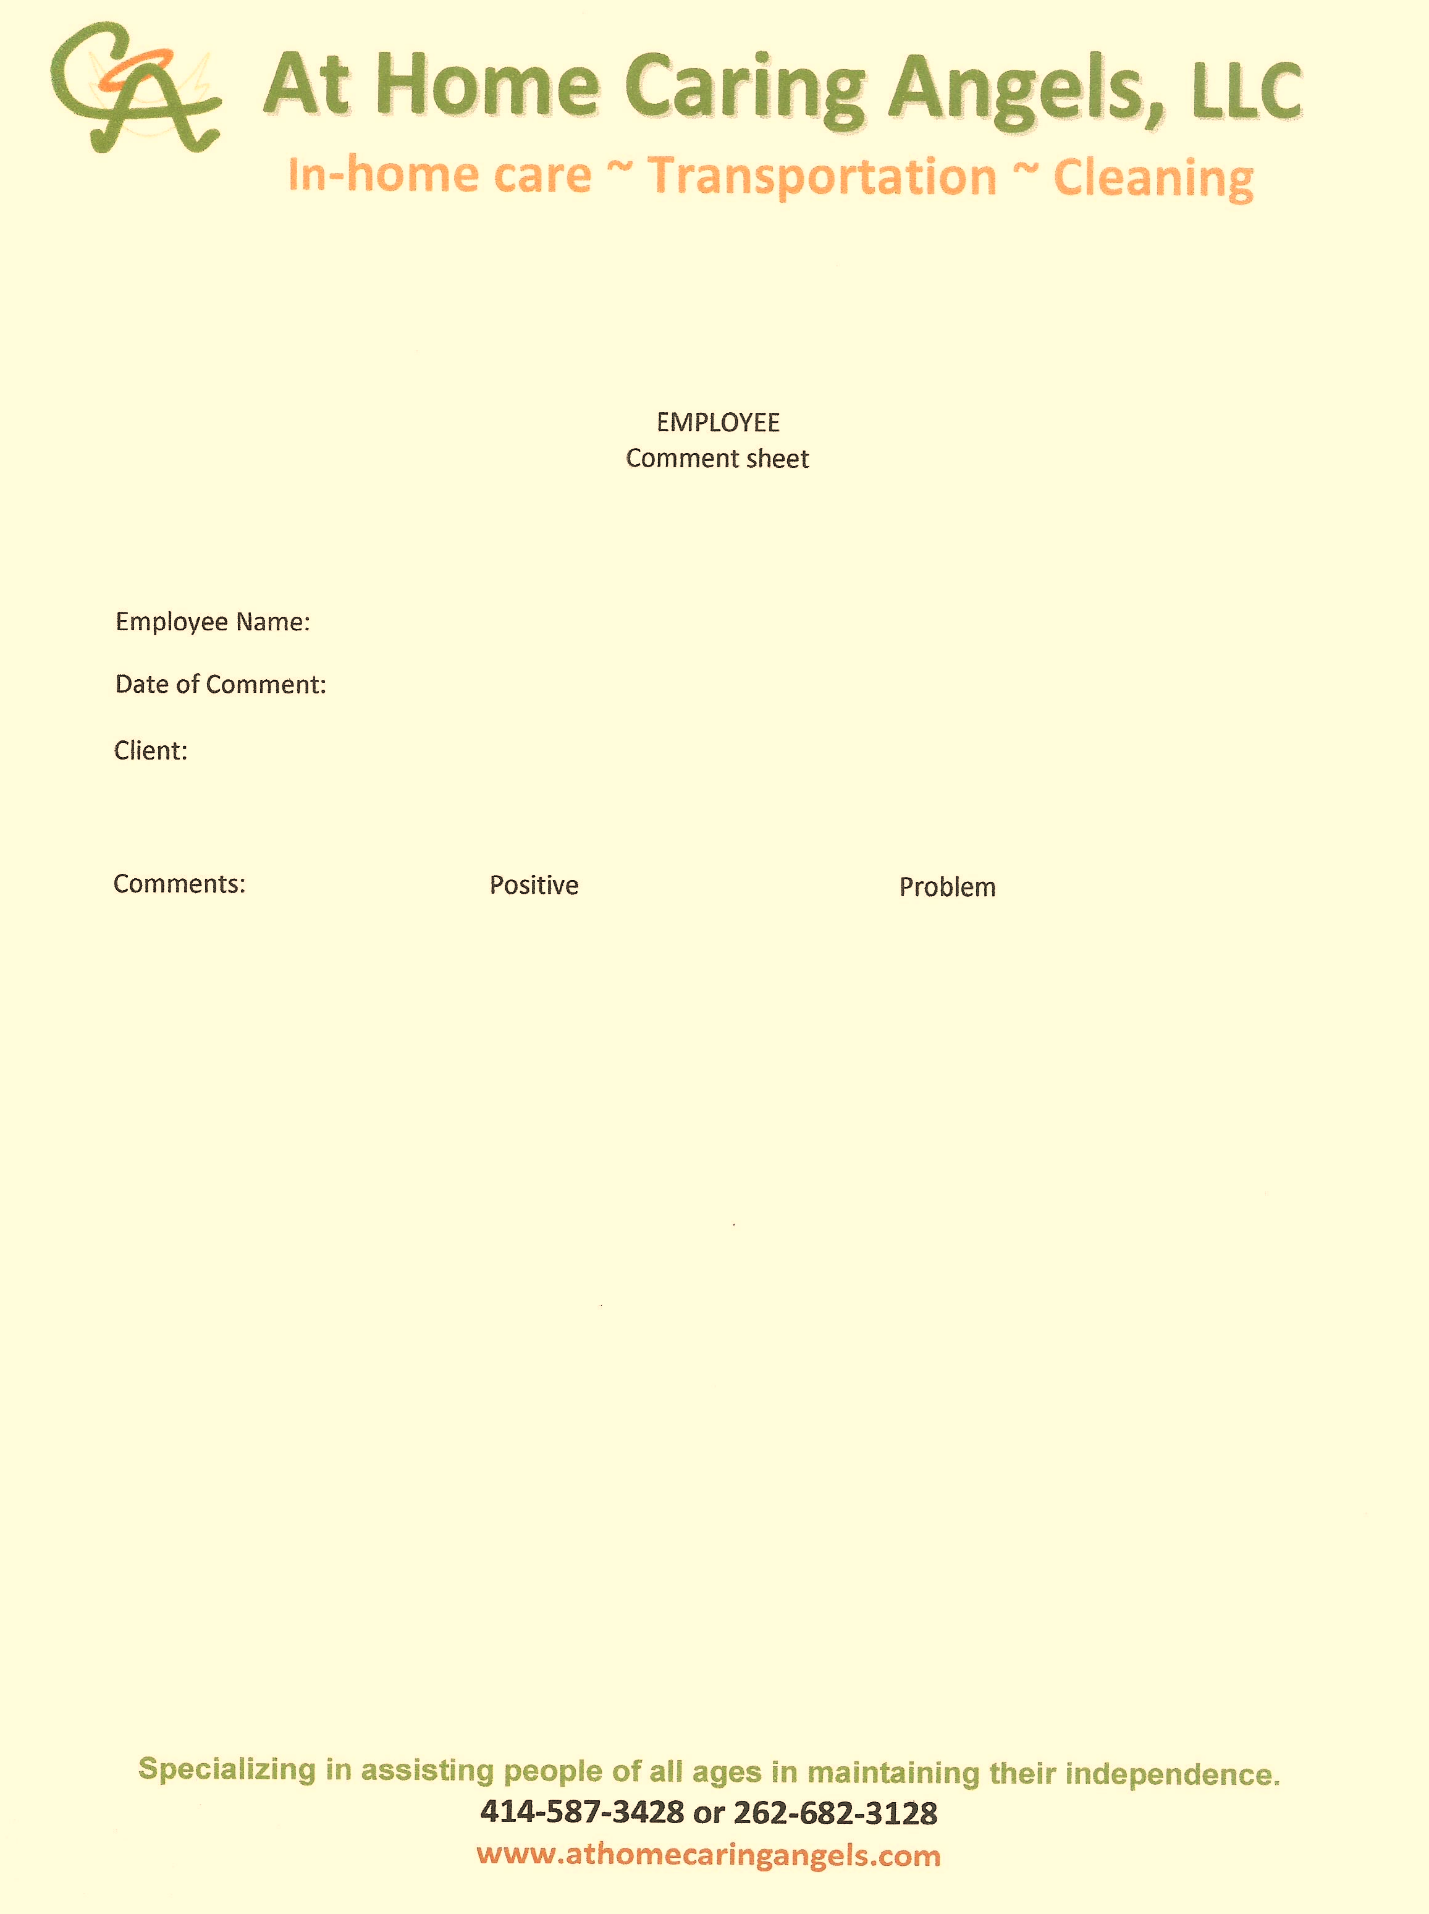 CA At Home Caring Angels, LLC
In-home care ~ Transportation ~ Cleaning
EMPLOYEE
Comment sheet
Employee Name:
Date of Comment:
Client:
Comments: Positive Problem
Specializing in assisting people of all ages in maintaining their independence.
414-587-3428 or 262-682-3128
www.athomecaringangels.com